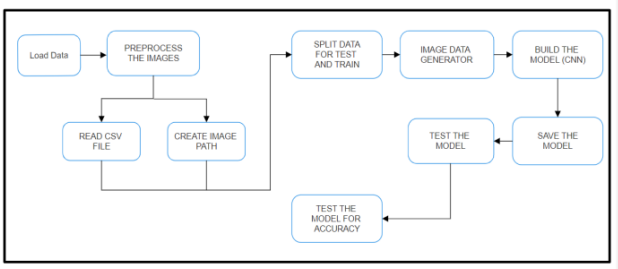 Load Data
PREPROCESS
THE IMAGES
READ CSV
FILE
CREATE IMAGE
PATH
SPLIT DATA
FOR TEST
AND TRAIN
IMAGE DATA
GENERATOR
BUILD THE
MODEL (CNN)
SAVE THE
MODEL
TEST THE
MODEL
TEST THE
MODEL FOR
ACCURACY